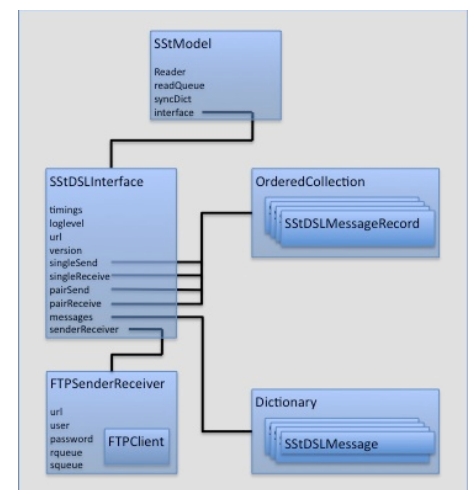 SStModel
Reader
readQueue
syncDict
interface
SStDSLInterface
timings
loglevel
url
version
singleSend
singleReceive
pairSend
pairReceive
messages
senderReceiver
OrderedCollection
SStDSLMessageRecord
FTPSenderReceiver
url
user
password
rqueue
squeue
FTPClient
Dictionary
SStDSLMessage